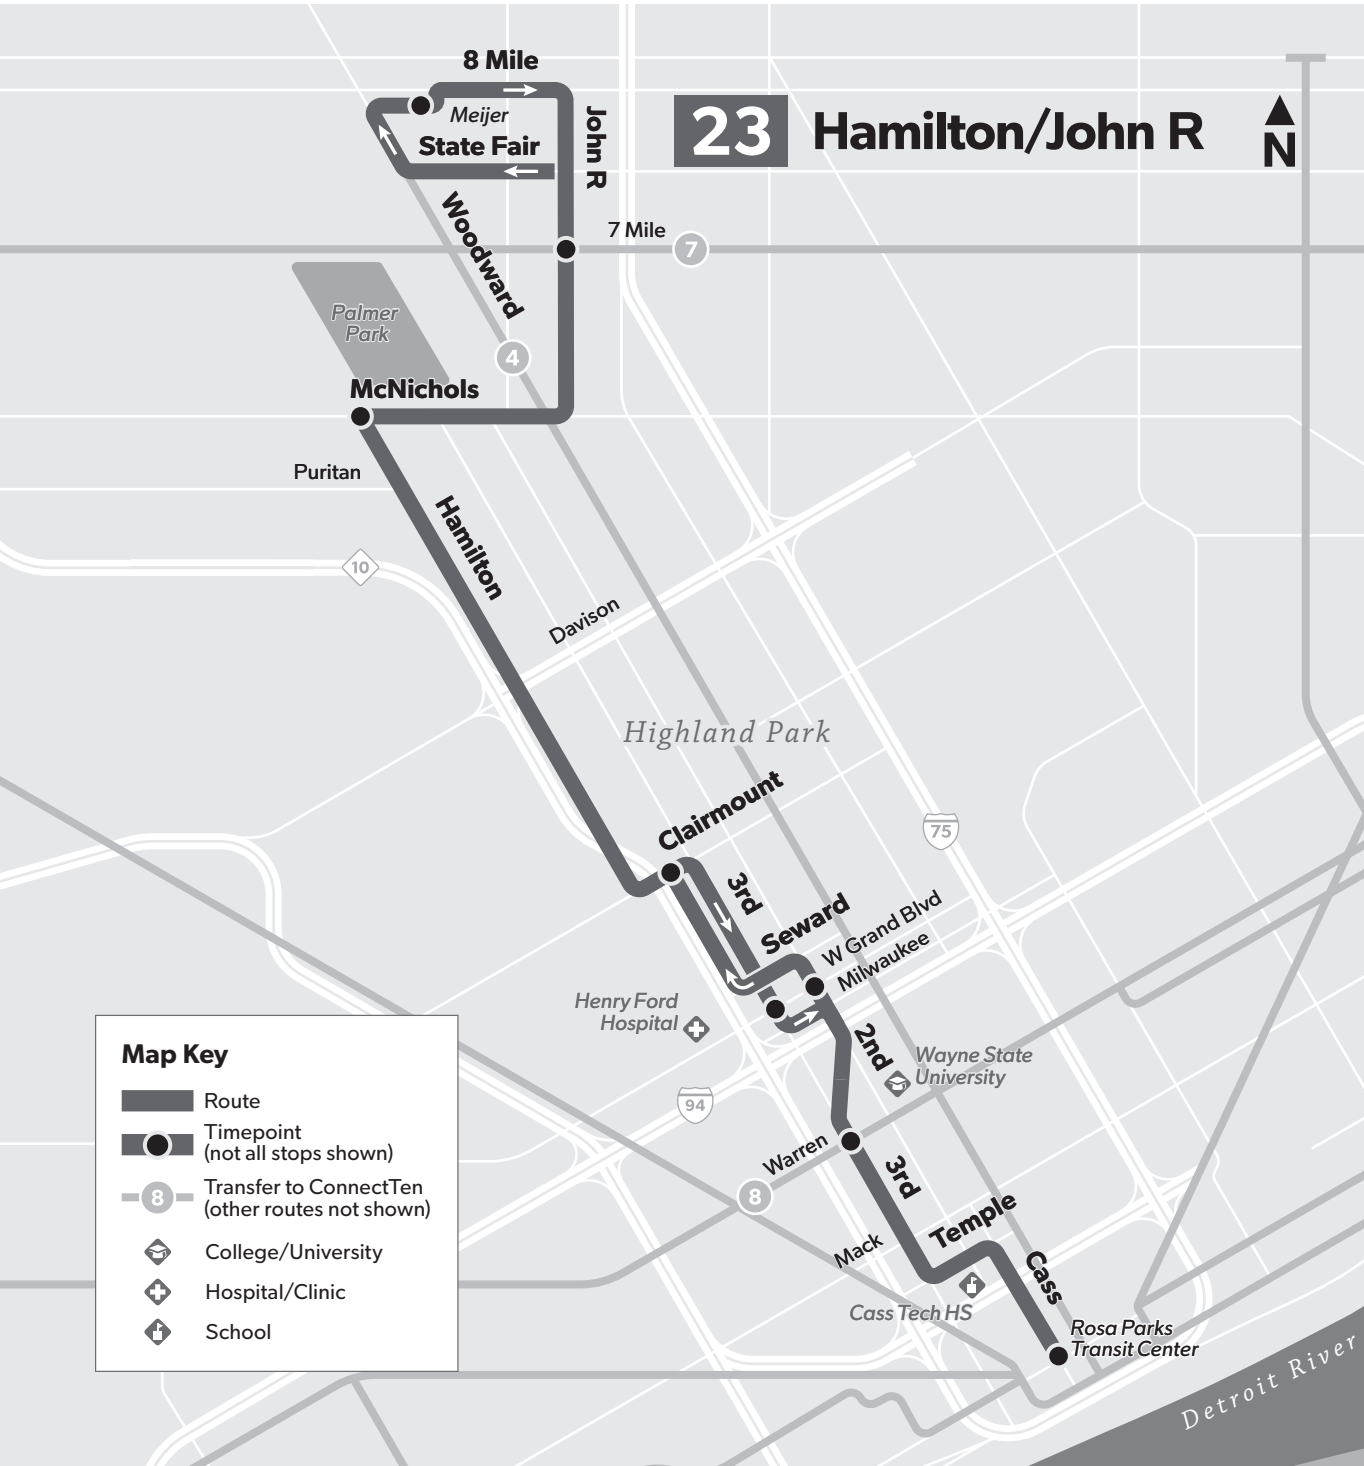 8 Mile
Meijer
State Fair
John R
23 Hamilton/John R
N
7 Mile
7
Woodward
Palmer
Park
4
McNichols
Puritan
Hamilton
10
Davison
Highland Park
Clairmount
75
3rd
Seward
W Grand Blvd
Milwaukee
Henry Ford
Hospital
2nd
Wayne State
University
94
Warren
8
3rd
Temple
Mack
Cass
Cass Tech HS
Rosa Parks
Transit Center
Detroit River
Map Key
Route
Timepoint
(not all stops shown)
8
Transfer to ConnectTen
(other routes not shown)
College/University
Hospital/Clinic
School